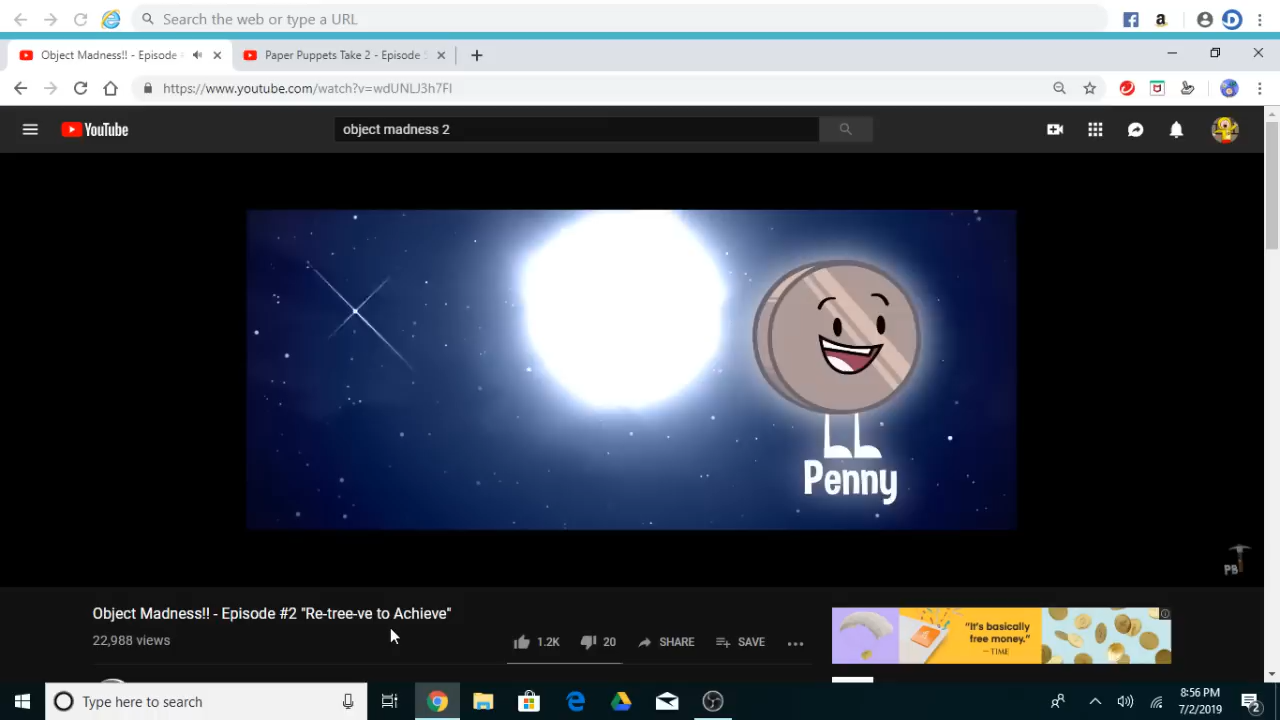 Search the web or type a URL
Object Madness!! - Episode
Paper Puppets Take 2 - Episode
https://www.youtube.com/watch?v=wdUNLJ3h7FI
YouTube
object madness 2
Penny
PB
Object Madness!! - Episode #2 "Re-tree-ve to Achieve"
22,988 views
1.2K
20
SHARE
SAVE
"It's basically
free money."
— TIME
Type here to search
8:56 PM
7/2/2019
2